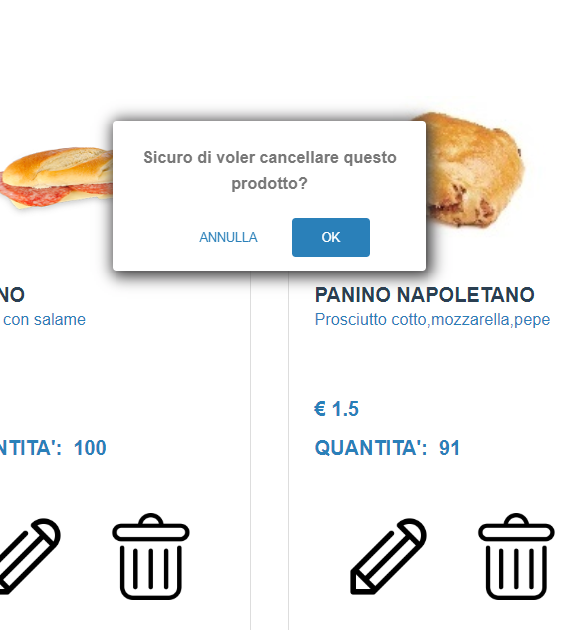 Sicuro di voler cancellare questo
prodotto?
ANNULLA OK
NO
con salame
NTITA': 100
PANINO NAPOLETANO
Prosciutto cotto,mozzarella,pepe
€ 1.5
QUANTITA': 91